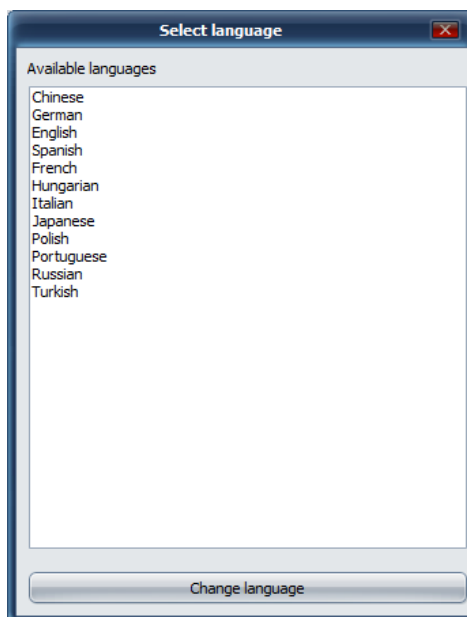 Select language
Available languages
Chinese
German
English
Spanish
French
Hungarian
Italian
Japanese
Polish
Portuguese
Russian
Turkish
Change language